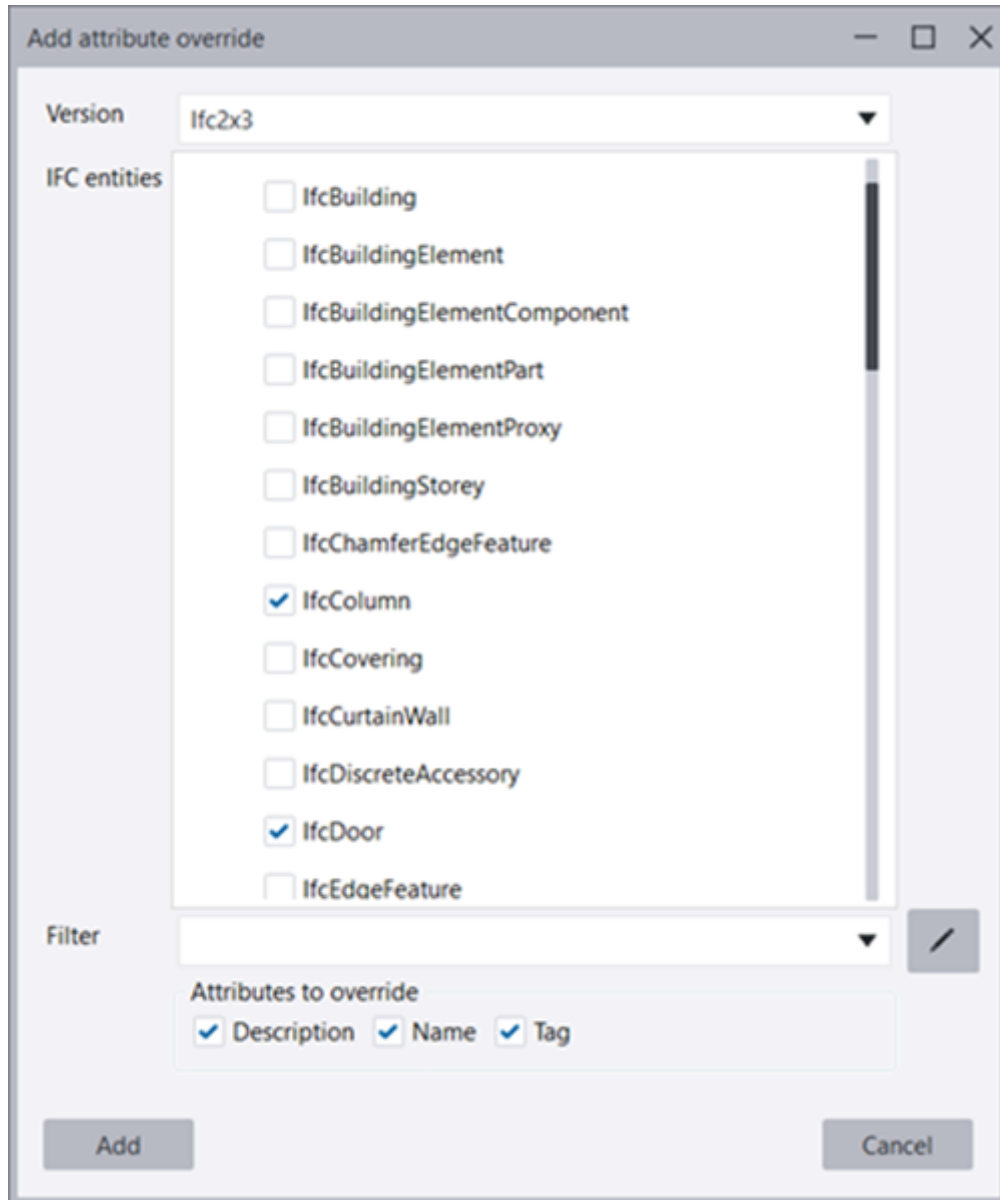 Add attribute override
Version
Ifc2x3
IFC entities
IfcBuilding
IfcBuildingElement
IfcBuildingElementComponent
IfcBuildingElementPart
IfcBuildingElementProxy
IfcBuildingStorey
IfcChamferEdgeFeature
IfcColumn
IfcCovering
IfcCurtainWall
IfcDiscreteAccessory
IfcDoor
IfcEdgeFeature
Filter
Attributes to override
Description Name Tag
Add Cancel